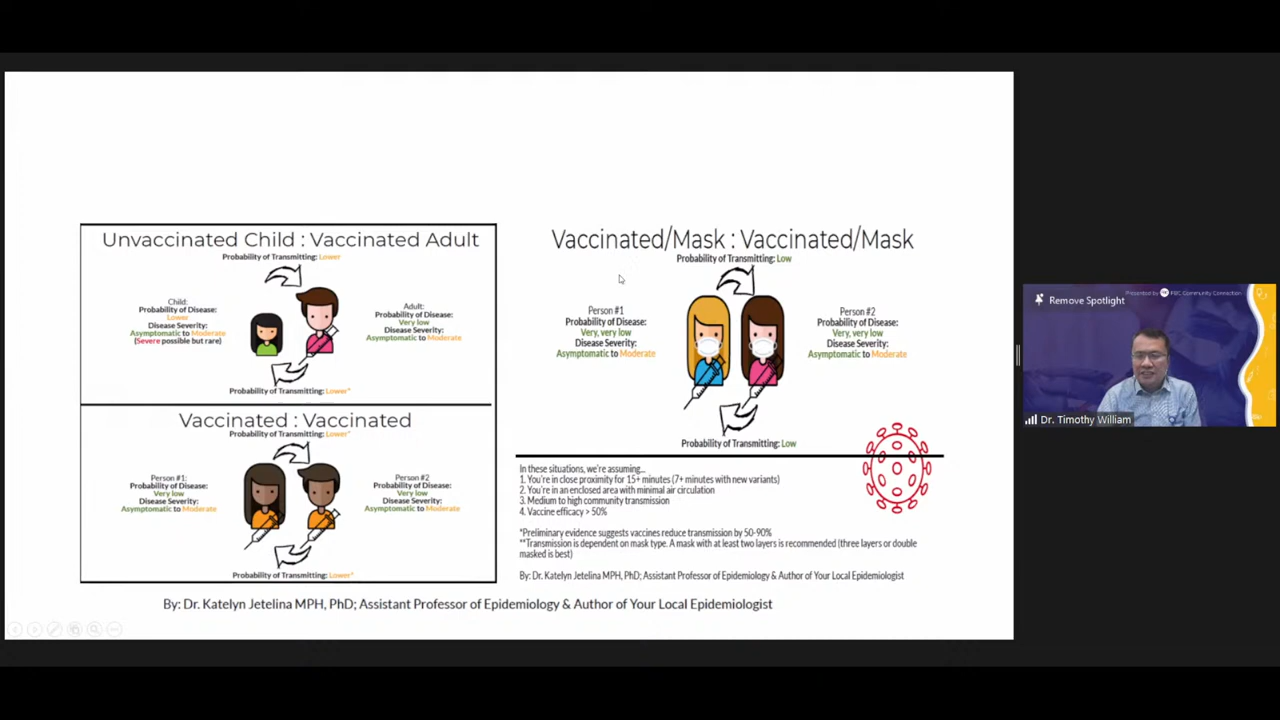 Unvaccinated Child : Vaccinated Adult
Probability of Transmitting: Lower
Child:
Probability of Disease:
Lower
Disease Severity:
Asymptomatic to Moderate
(Severe possible but rare)
Adult:
Probability of Disease:
Very low
Disease Severity:
Asymptomatic to Moderate
Probability of Transmitting: Lower*
Vaccinated : Vaccinated
Probability of Transmitting: Lower*
Person #1:
Probability of Disease:
Very low
Disease Severity:
Asymptomatic to Moderate
Person #2
Probability of Disease:
Very low
Disease Severity:
Asymptomatic to Moderate
Probability of Transmitting: Lower*
Vaccinated/Mask : Vaccinated/Mask
Probability of Transmitting: Low
Person #1
Probability of Disease:
Very, very low
Disease Severity:
Asymptomatic to Moderate
Person #2
Probability of Disease:
Very, very low
Disease Severity:
Asymptomatic to Moderate
Probability of Transmitting: Low
In these situations, we're assuming...
1. You're in close proximity for 15+ minutes (7+ minutes with new variants)
2. You're in an enclosed area with minimal air circulation
3. Medium to high community transmission
4. Vaccine efficacy > 50%
*Preliminary evidence suggests vaccines reduce transmission by 50-90%
**Transmission is dependent on mask type. A mask with at least two layers is recommended (three layers or double
masked is best)
By: Dr. Katelyn Jetelina MPH, PhD; Assistant Professor of Epidemiology & Author of Your Local Epidemiologist
By: Dr. Katelyn Jetelina MPH, PhD; Assistant Professor of Epidemiology & Author of Your Local Epidemiologist
Remove Spotlight
Presented by
Community Connection
Dr. Timothy William